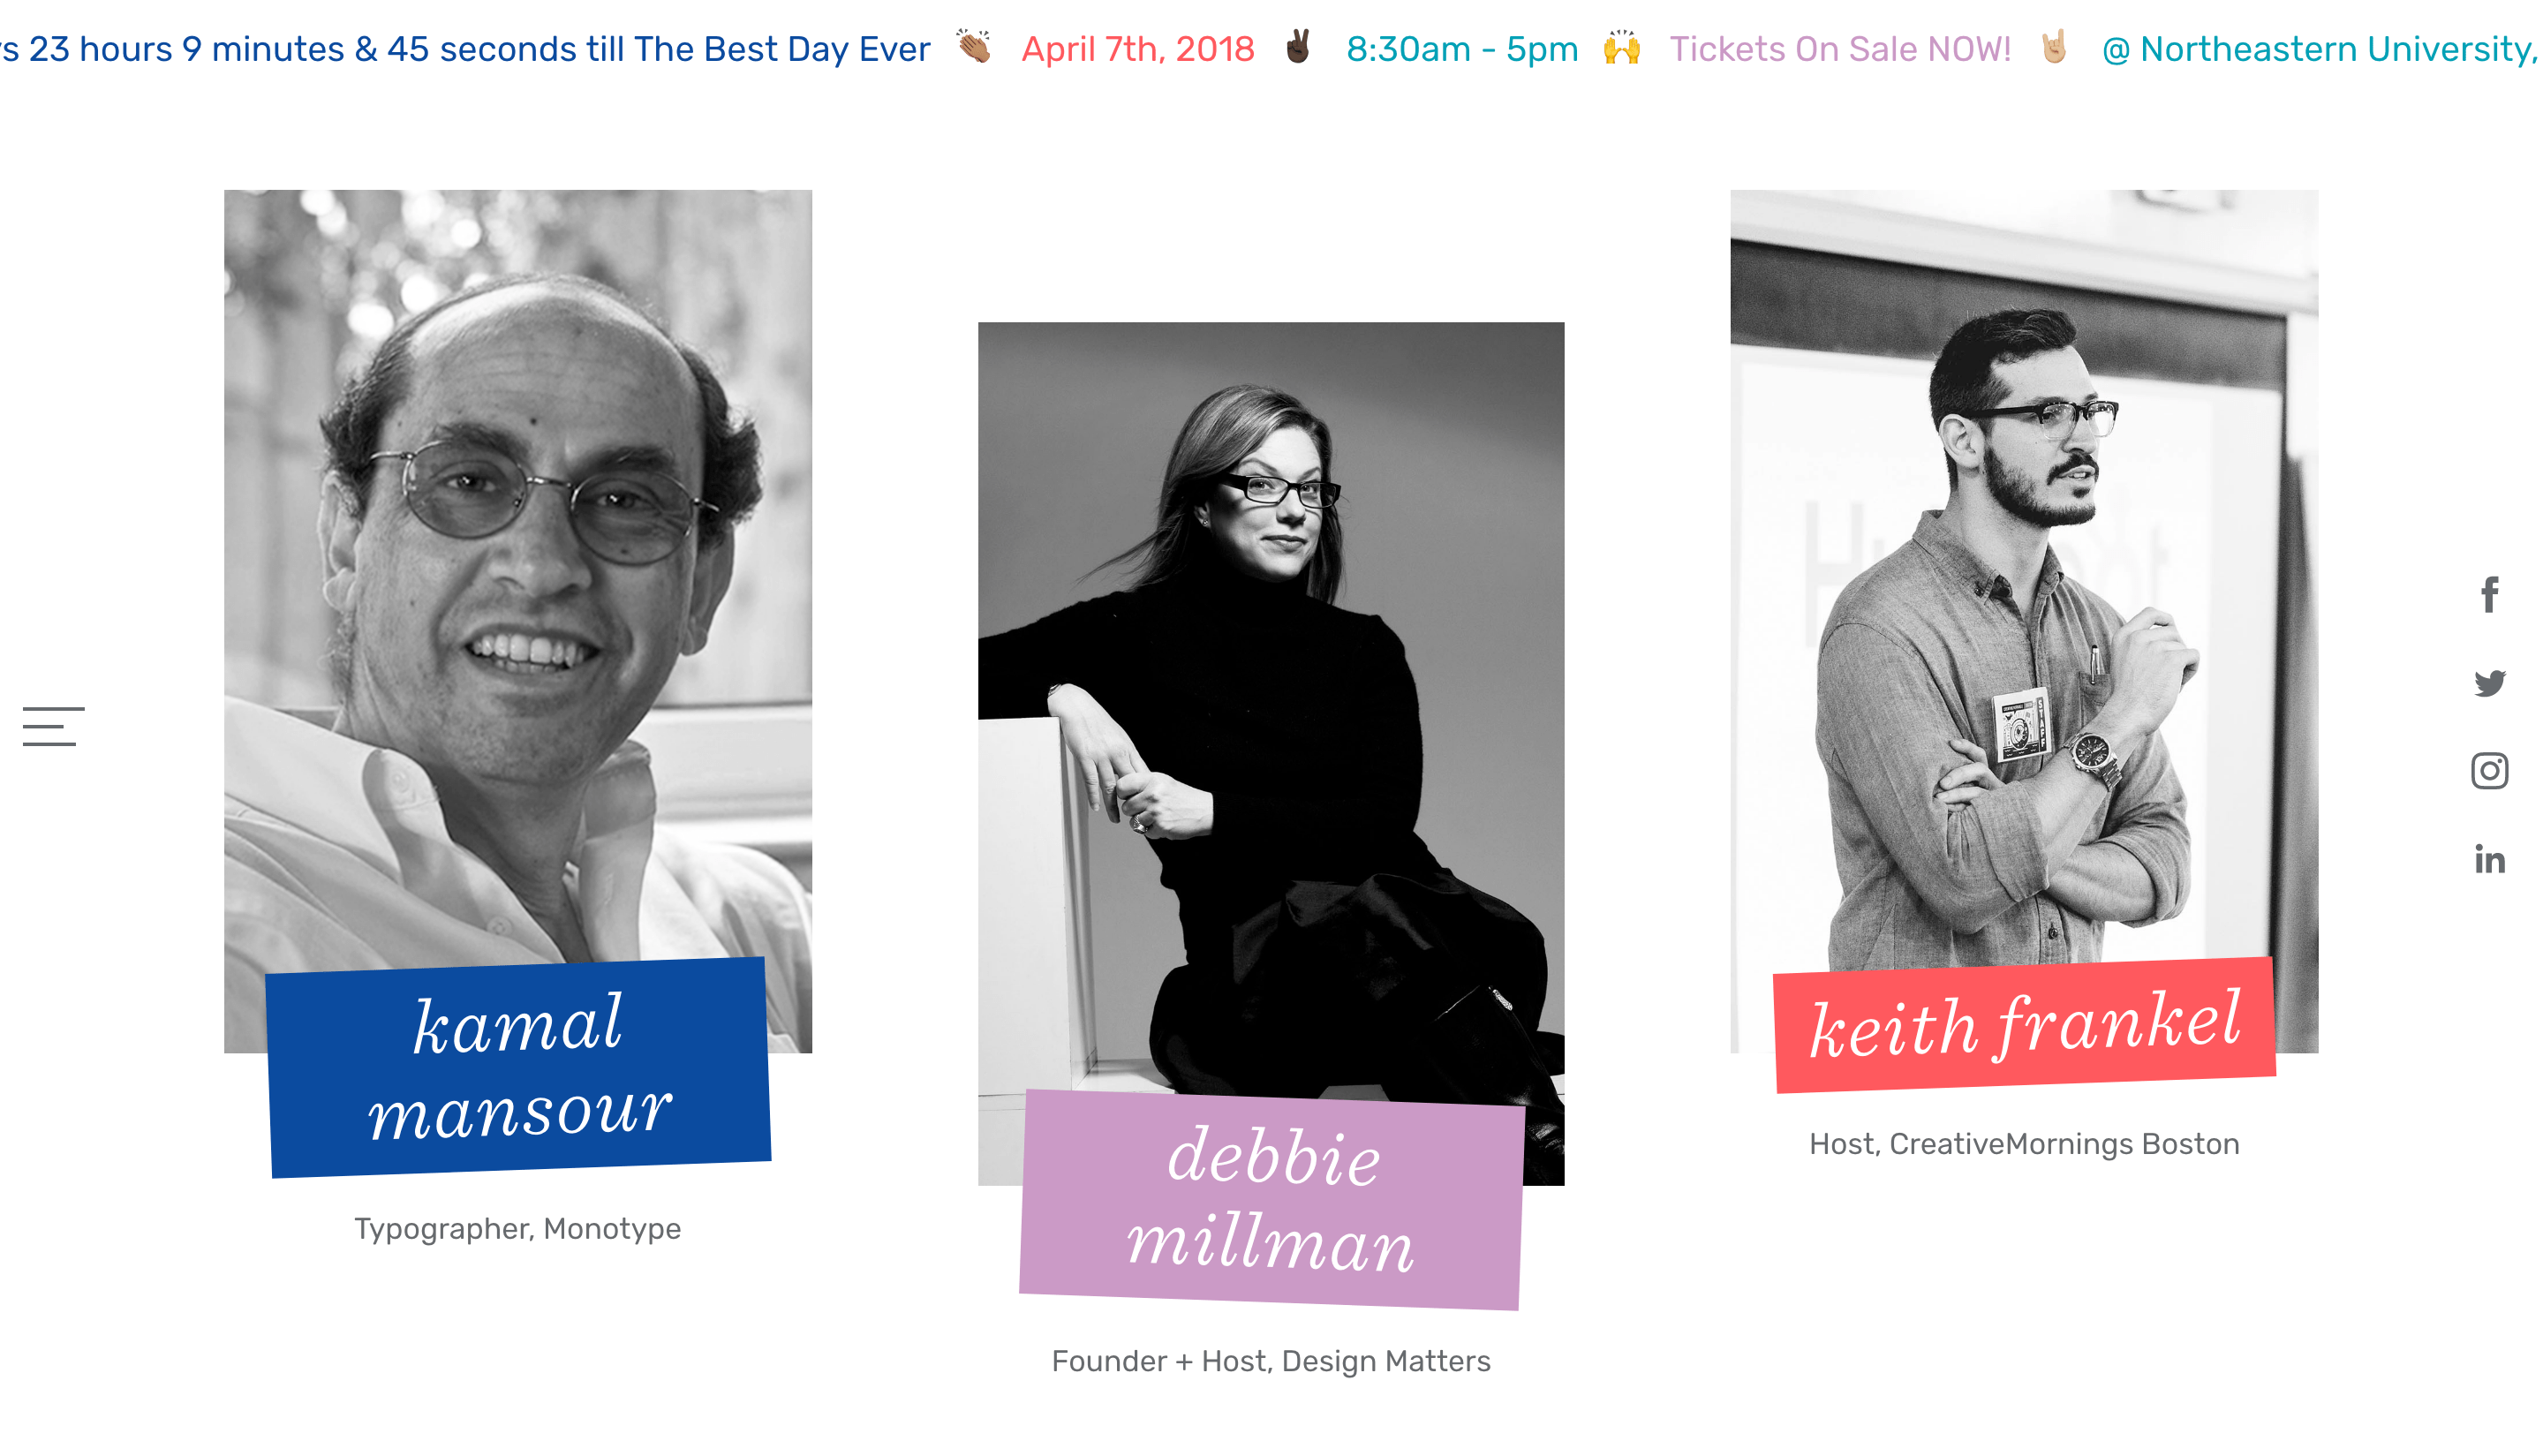 23 hours 9 minutes & 45 seconds till The Best Day Ever 👏🏽 April 7th, 2018 ✌🏿 8:30am - 5pm 🙌 Tickets On Sale NOW! 🤘🏼 @ Northeastern University,
kamal
mansour
Typographer, Monotype
debbie
millman
Founder + Host, Design Matters
keith frankel
Host, CreativeMornings Boston